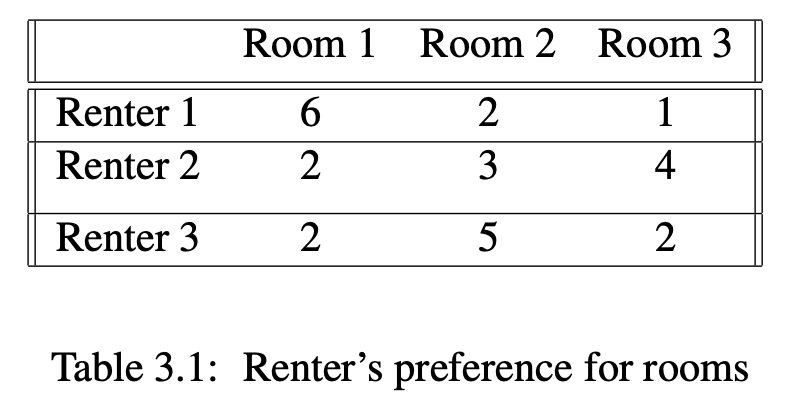 Room 1 Room 2 Room 3
Renter 1 6 2 1
Renter 2 2 3 4
Renter 3 2 5 2
Table 3.1: Renter's preference for rooms